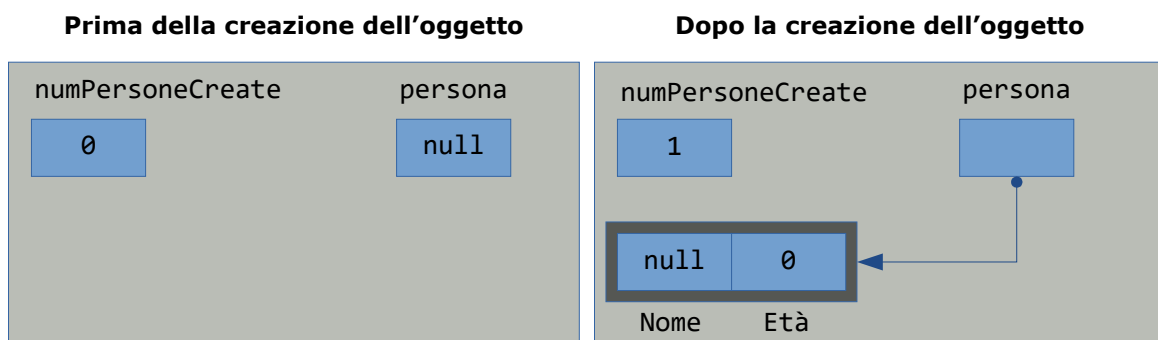 Prima della creazione dell’oggetto
numPersoneCreate persona
0 null
Dopo la creazione dell’oggetto
numPersoneCreate persona
1
null 0
Nome Età